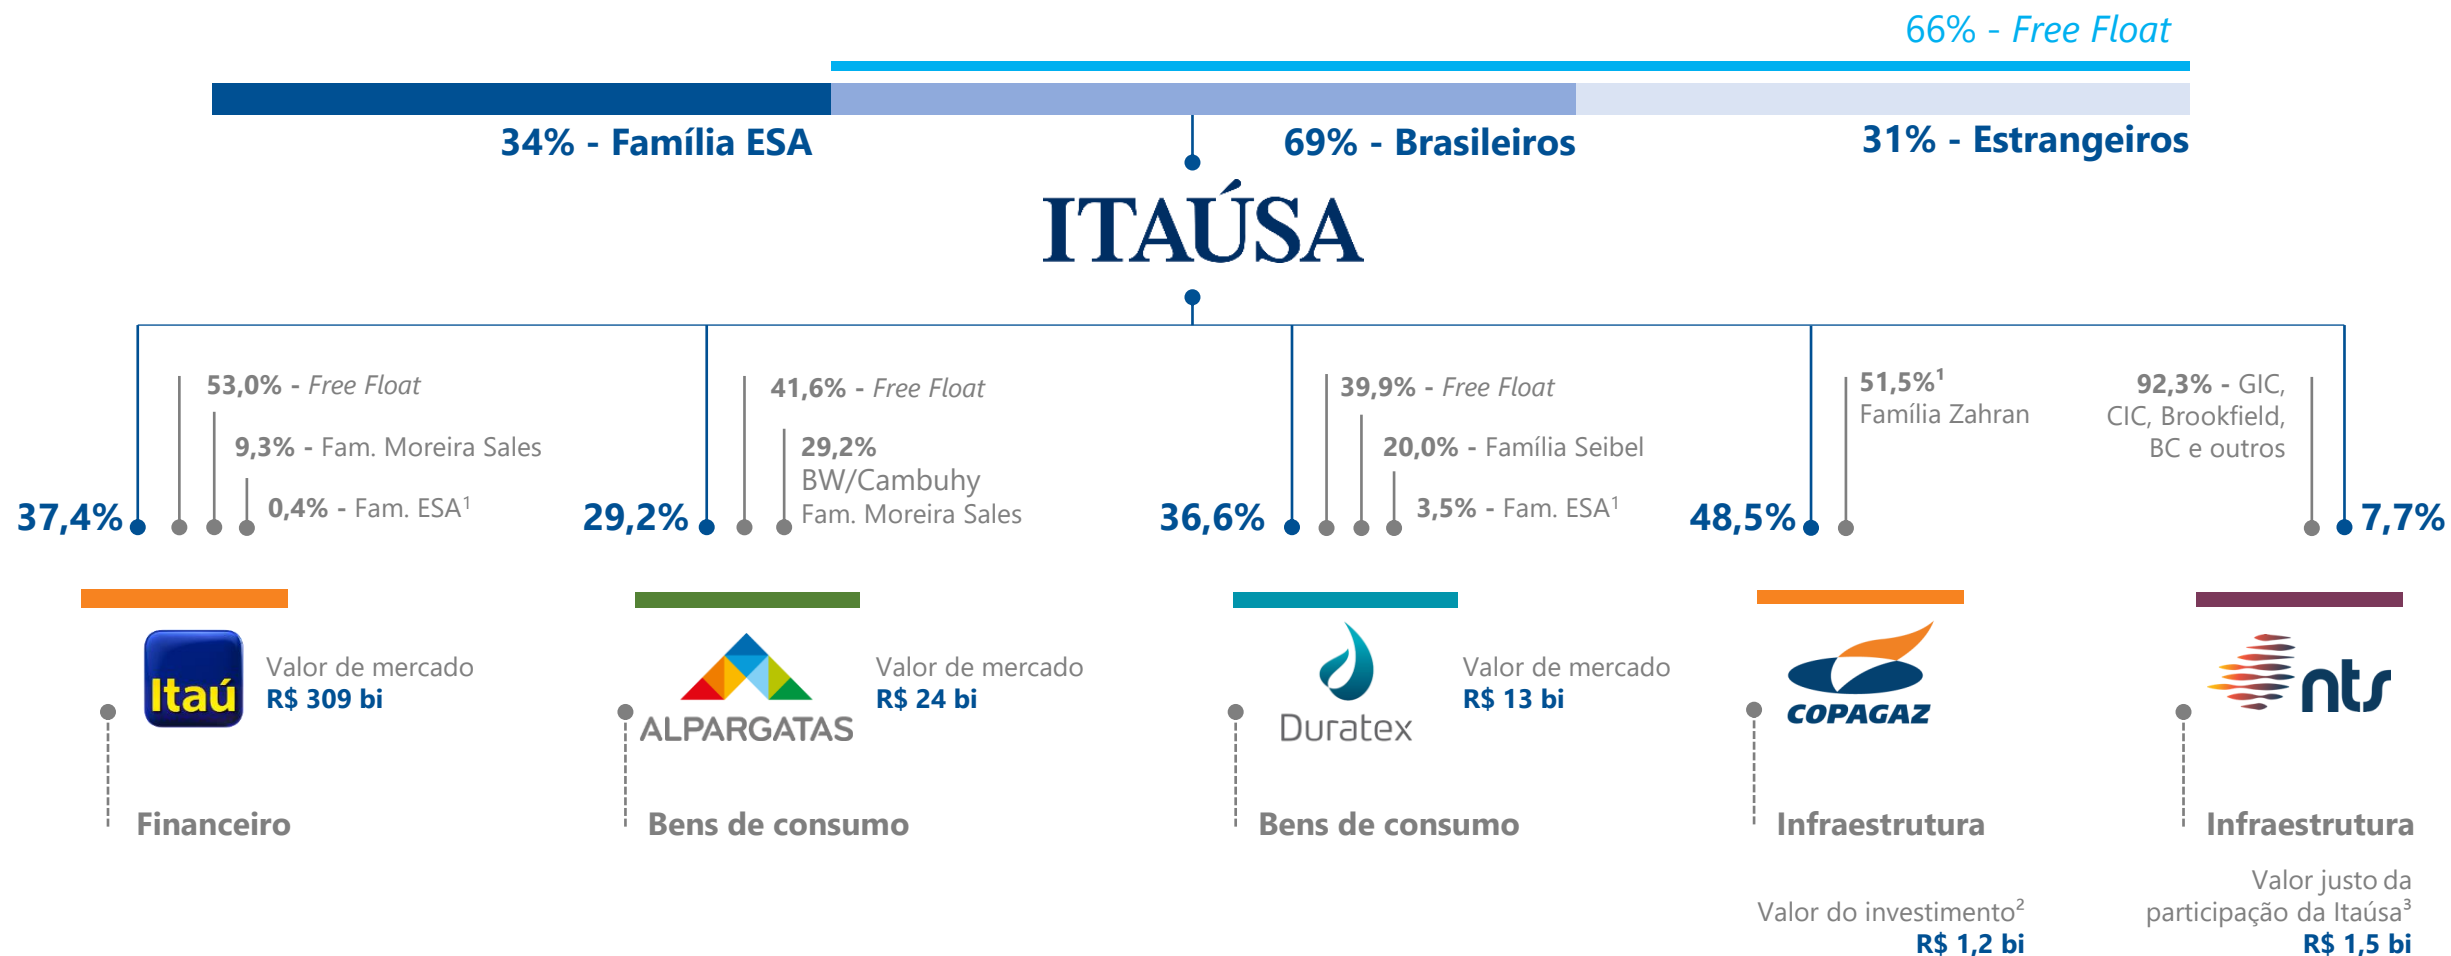 66% - Free Float
34% - Família ESA
69% - Brasileiros
31% - Estrangeiros
ITAÚSA
37,4%
53,0% - Free Float
9,3% - Fam. Moreira Sales
0,4% - Fam. ESA¹
29,2%
41,6% - Free Float
29,2%
BW/Cambuhy
Fam. Moreira Sales
36,6%
39,9% - Free Float
20,0% - Família Seibel
3,5% - Fam. ESA¹
48,5%
51,5%¹
Família Zahran
92,3% - GIC,
CIC, Brookfield,
BC e outros
7,7%
Itaú
Valor de mercado
R$ 309 bi
Financeiro
ALPARGATAS
Valor de mercado
R$ 24 bi
Bens de consumo
Duratex
Valor de mercado
R$ 13 bi
Bens de consumo
COPAGAZ
Infraestrutura
Valor do investimento²
R$ 1,2 bi
nts
Infraestrutura
Valor justo da
participação da Itaúsa³
R$ 1,5 bi